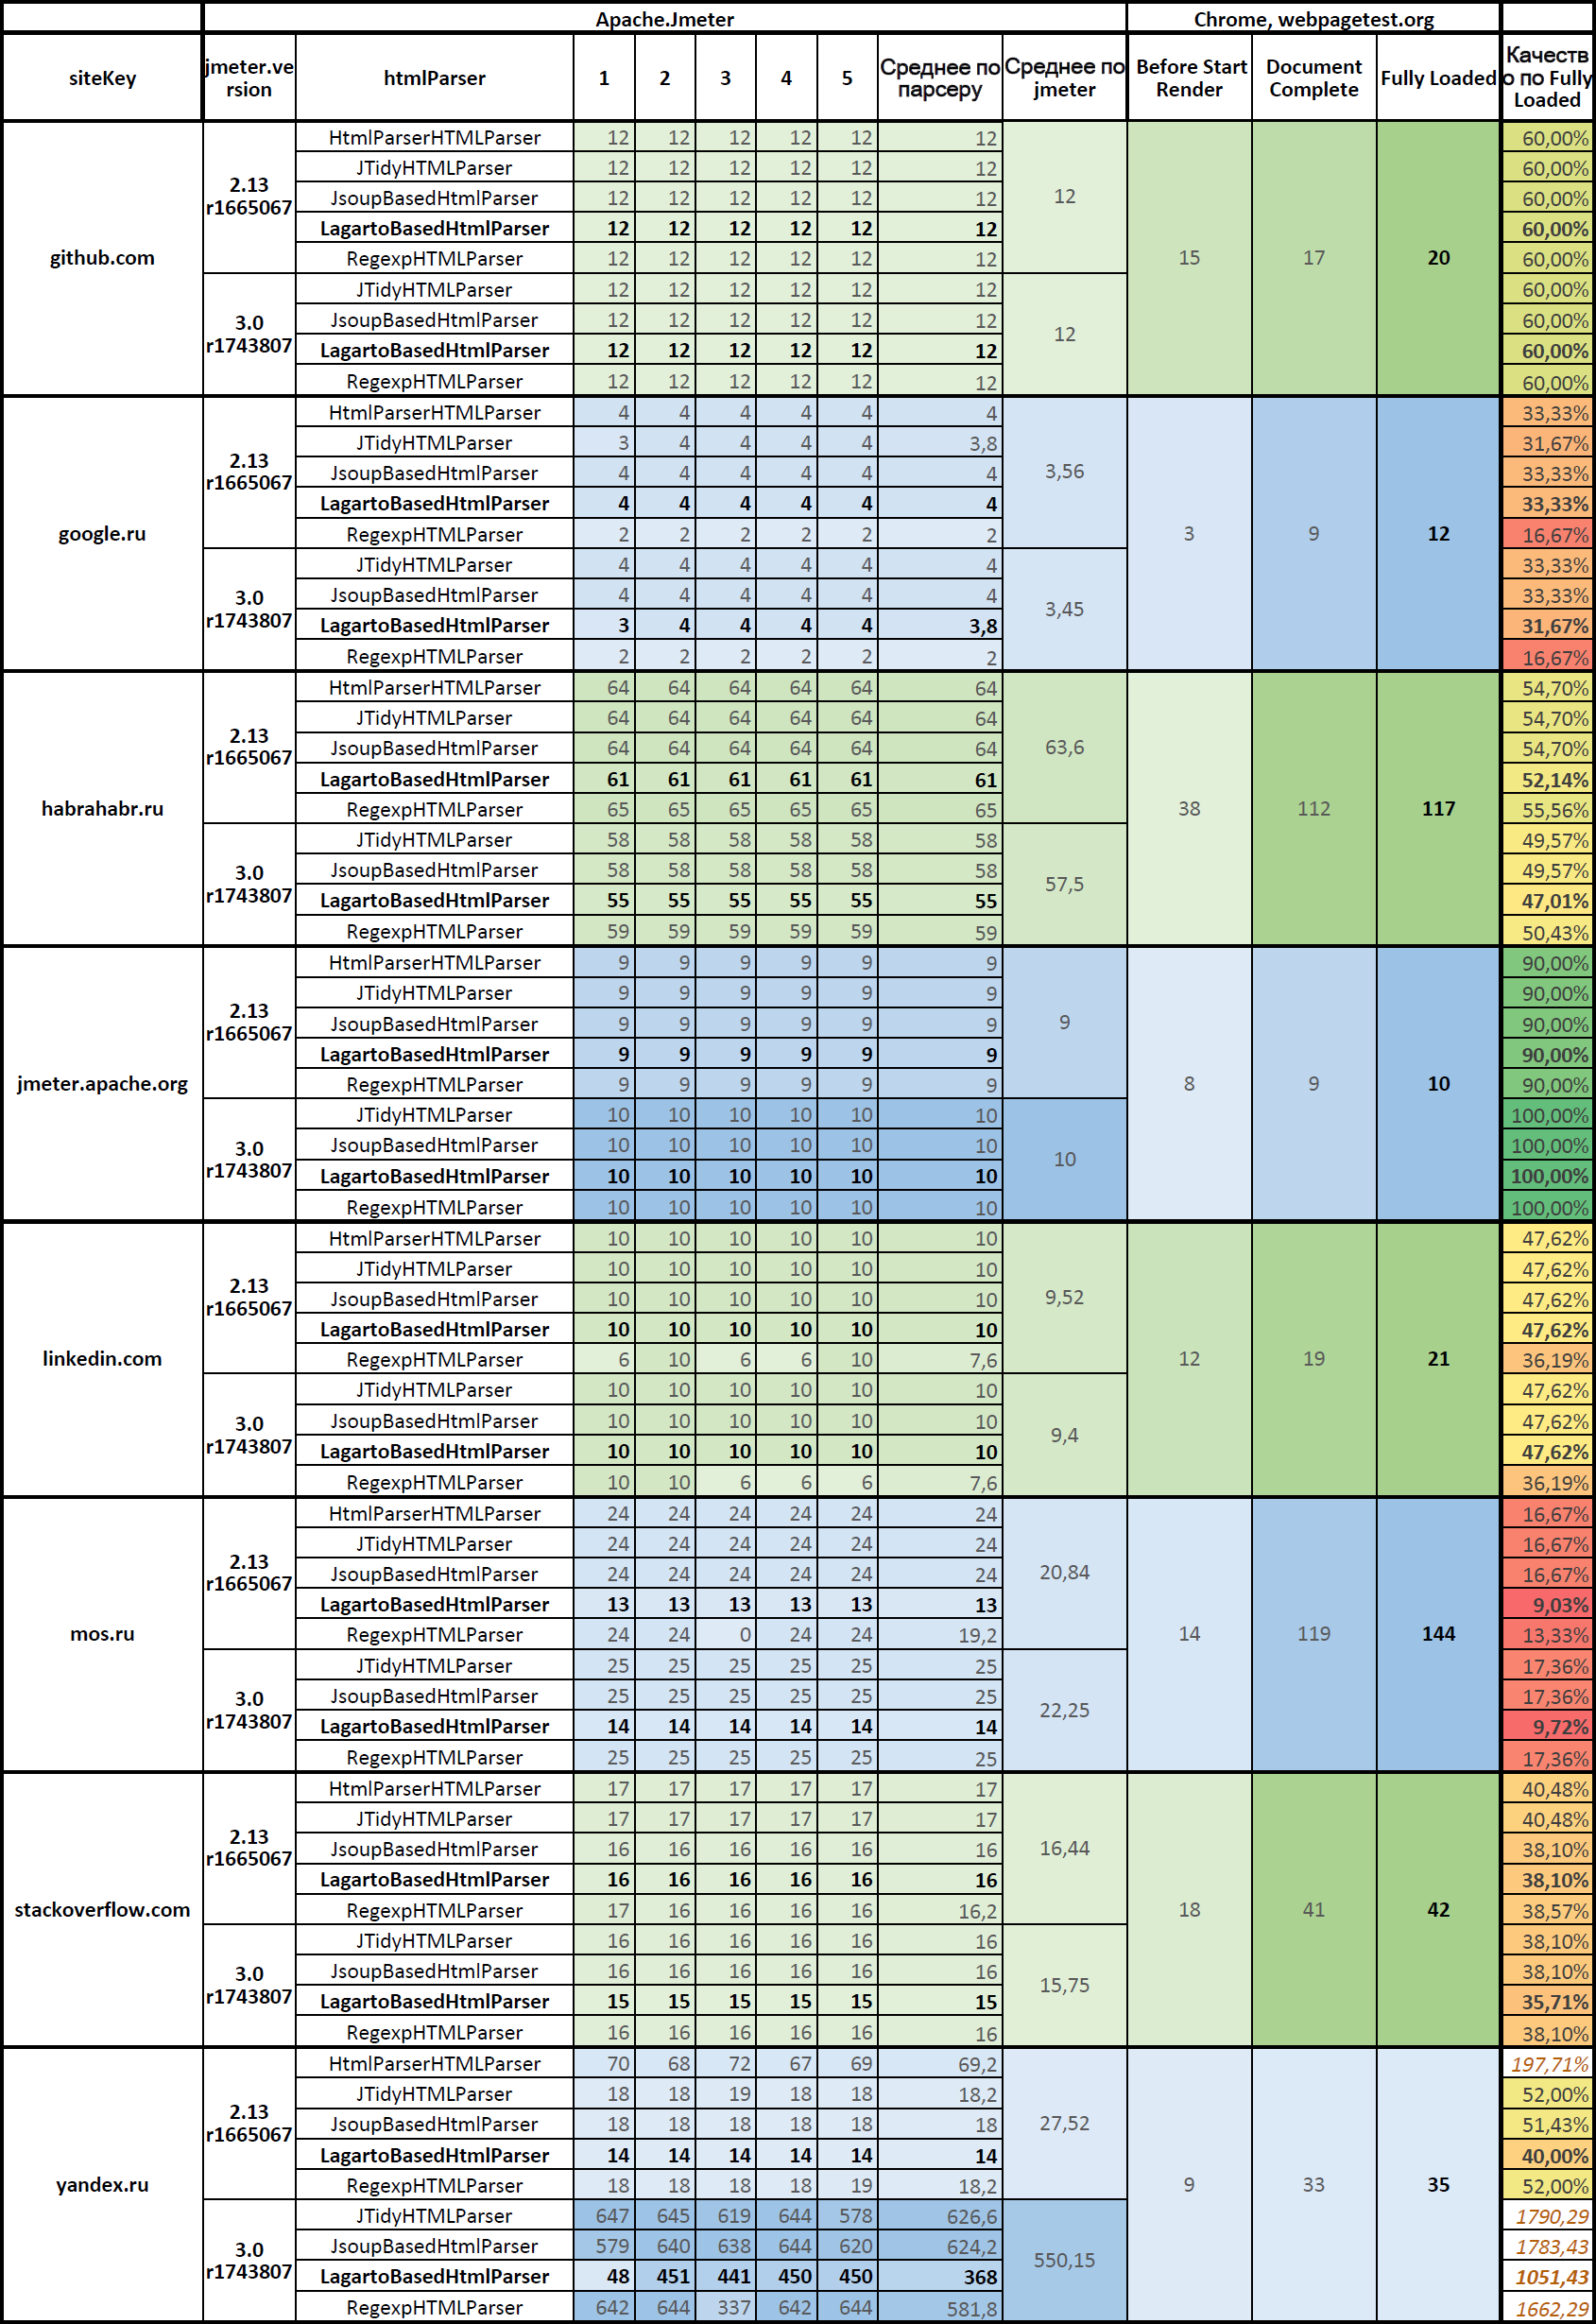 Apache.Jmeter Chrome, webpagetest.org
siteKey jmeter.ve rsion htmlParser 1 2 3 4 5 Среднее по парсеру Среднее по jmeter Before Start Render Document Complete Fully Loaded Качеств о по Fully Loaded
github.com 2.13 r1665067 HtmlParserHTMLParser 12 12 12 12 12 12 12 15 17 20 60,00%
JTidyHTMLParser 12 12 12 12 12 12 60,00%
JsoupBasedHtmlParser 12 12 12 12 12 12 60,00%
LagartoBasedHtmlParser 12 12 12 12 12 12 60,00%
RegexpHTMLParser 12 12 12 12 12 12 60,00%
3.0 r1743807 JTidyHTMLParser 12 12 12 12 12 12 12 60,00%
JsoupBasedHtmlParser 12 12 12 12 12 12 60,00%
LagartoBasedHtmlParser 12 12 12 12 12 12 60,00%
RegexpHTMLParser 12 12 12 12 12 12 60,00%
google.ru 2.13 r1665067 HtmlParserHTMLParser 4 4 4 4 4 4 3,56 3 9 12 33,33%
JTidyHTMLParser 3 4 4 4 4 3,8 31,67%
JsoupBasedHtmlParser 4 4 4 4 4 4 33,33%
LagartoBasedHtmlParser 4 4 4 4 4 4 33,33%
RegexpHTMLParser 2 2 2 2 2 2 16,67%
3.0 r1743807 JTidyHTMLParser 4 4 4 4 4 4 3,45 33,33%
JsoupBasedHtmlParser 4 4 4 4 4 4 33,33%
LagartoBasedHtmlParser 3 4 4 4 4 3,8 31,67%
RegexpHTMLParser 2 2 2 2 2 2 16,67%
habrahabr.ru 2.13 r1665067 HtmlParserHTMLParser 64 64 64 64 64 64 63,6 38 112 117 54,70%
JTidyHTMLParser 64 64 64 64 64 64 54,70%
JsoupBasedHtmlParser 64 64 64 64 64 64 54,70%
LagartoBasedHtmlParser 61 61 61 61 61 61 52,14%
RegexpHTMLParser 65 65 65 65 65 65 55,56%
3.0 r1743807 JTidyHTMLParser 58 58 58 58 58 58 57,5 49,57%
JsoupBasedHtmlParser 58 58 58 58 58 58 49,57%
LagartoBasedHtmlParser 55 55 55 55 55 55 47,01%
RegexpHTMLParser 59 59 59 59 59 59 50,43%
jmeter.apache.org 2.13 r1665067 HtmlParserHTMLParser 9 9 9 9 9 9 9 8 9 10 90,00%
JTidyHTMLParser 9 9 9 9 9 9 90,00%
JsoupBasedHtmlParser 9 9 9 9 9 9 90,00%
LagartoBasedHtmlParser 9 9 9 9 9 9 90,00%
RegexpHTMLParser 9 9 9 9 9 9 90,00%
3.0 r1743807 JTidyHTMLParser 10 10 10 10 10 10 10 100,00%
JsoupBasedHtmlParser 10 10 10 10 10 10 100,00%
LagartoBasedHtmlParser 10 10 10 10 10 10 100,00%
RegexpHTMLParser 10 10 10 10 10 10 100,00%
linkedin.com 2.13 r1665067 HtmlParserHTMLParser 10 10 10 10 10 10 9,52 12 19 21 47,62%
JTidyHTMLParser 10 10 10 10 10 10 47,62%
JsoupBasedHtmlParser 10 10 10 10 10 10 47,62%
LagartoBasedHtmlParser 10 10 10 10 10 10 47,62%
RegexpHTMLParser 6 10 6 6 10 7,6 36,19%
3.0 r1743807 JTidyHTMLParser 10 10 10 10 10 10 9,4 47,62%
JsoupBasedHtmlParser 10 10 10 10 10 10 47,62%
LagartoBasedHtmlParser 10 10 10 10 10 10 47,62%
RegexpHTMLParser 10 10 6 6 6 7,6 36,19%
mos.ru 2.13 r1665067 HtmlParserHTMLParser 24 24 24 24 24 24 20,84 14 119 144 16,67%
JTidyHTMLParser 24 24 24 24 24 24 16,67%
JsoupBasedHtmlParser 24 24 24 24 24 24 16,67%
LagartoBasedHtmlParser 13 13 13 13 13 13 9,03%
RegexpHTMLParser 24 24 0 24 24 19,2 13,33%
3.0 r1743807 JTidyHTMLParser 25 25 25 25 25 25 22,25 17,36%
JsoupBasedHtmlParser 25 25 25 25 25 25 17,36%
LagartoBasedHtmlParser 14 14 14 14 14 14 9,72%
RegexpHTMLParser 25 25 25 25 25 25 17,36%
stackoverflow.com 2.13 r1665067 HtmlParserHTMLParser 17 17 17 17 17 17 16,44 18 41 42 40,48%
JTidyHTMLParser 17 17 17 17 17 17 40,48%
JsoupBasedHtmlParser 16 16 16 16 16 16 38,10%
LagartoBasedHtmlParser 16 16 16 16 16 16 38,10%
RegexpHTMLParser 17 16 16 16 16 16,2 38,57%
3.0 r1743807 JTidyHTMLParser 16 16 16 16 16 16 15,75 38,10%
JsoupBasedHtmlParser 16 16 16 16 16 16 38,10%
LagartoBasedHtmlParser 15 15 15 15 15 15 35,71%
RegexpHTMLParser 16 16 16 16 16 16 38,10%
yandex.ru 2.13 r1665067 HtmlParserHTMLParser 70 68 72 67 69 69,2 27,52 9 33 35 197,71%
JTidyHTMLParser 18 18 19 18 18 18,2 52,00%
JsoupBasedHtmlParser 18 18 18 18 18 18 51,43%
LagartoBasedHtmlParser 14 14 14 14 14 14 40,00%
RegexpHTMLParser 18 18 18 18 19 18,2 52,00%
3.0 r1743807 JTidyHTMLParser 647 645 619 644 578 626,6 550,15 1790,29
JsoupBasedHtmlParser 579 640 638 644 620 624,2 1783,43
LagartoBasedHtmlParser 48 451 441 450 450 368 1051,43
RegexpHTMLParser 642 644 337 642 644 581,8 1662,29